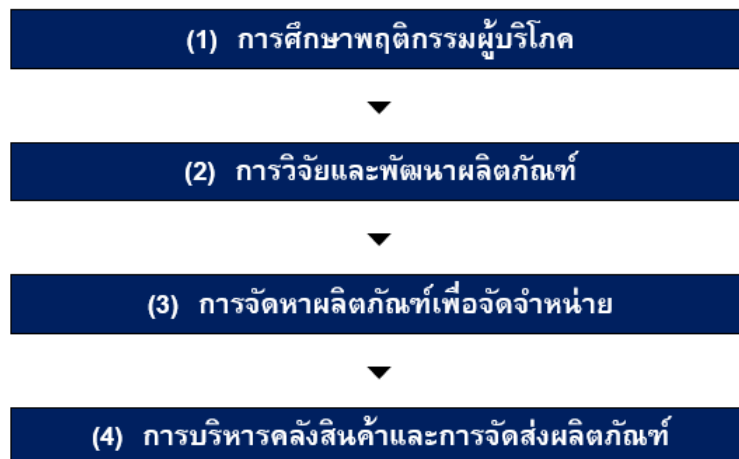 (1) การศึกษาพฤติกรรมผู้บริโภค
(2) การวิจัยและพัฒนาผลิตภัณฑ์
(3) การจัดหาผลิตภัณฑ์เพื่อจัดจำหน่าย
(4) การบริหารคลังสินค้าและการจัดส่งผลิตภัณฑ์